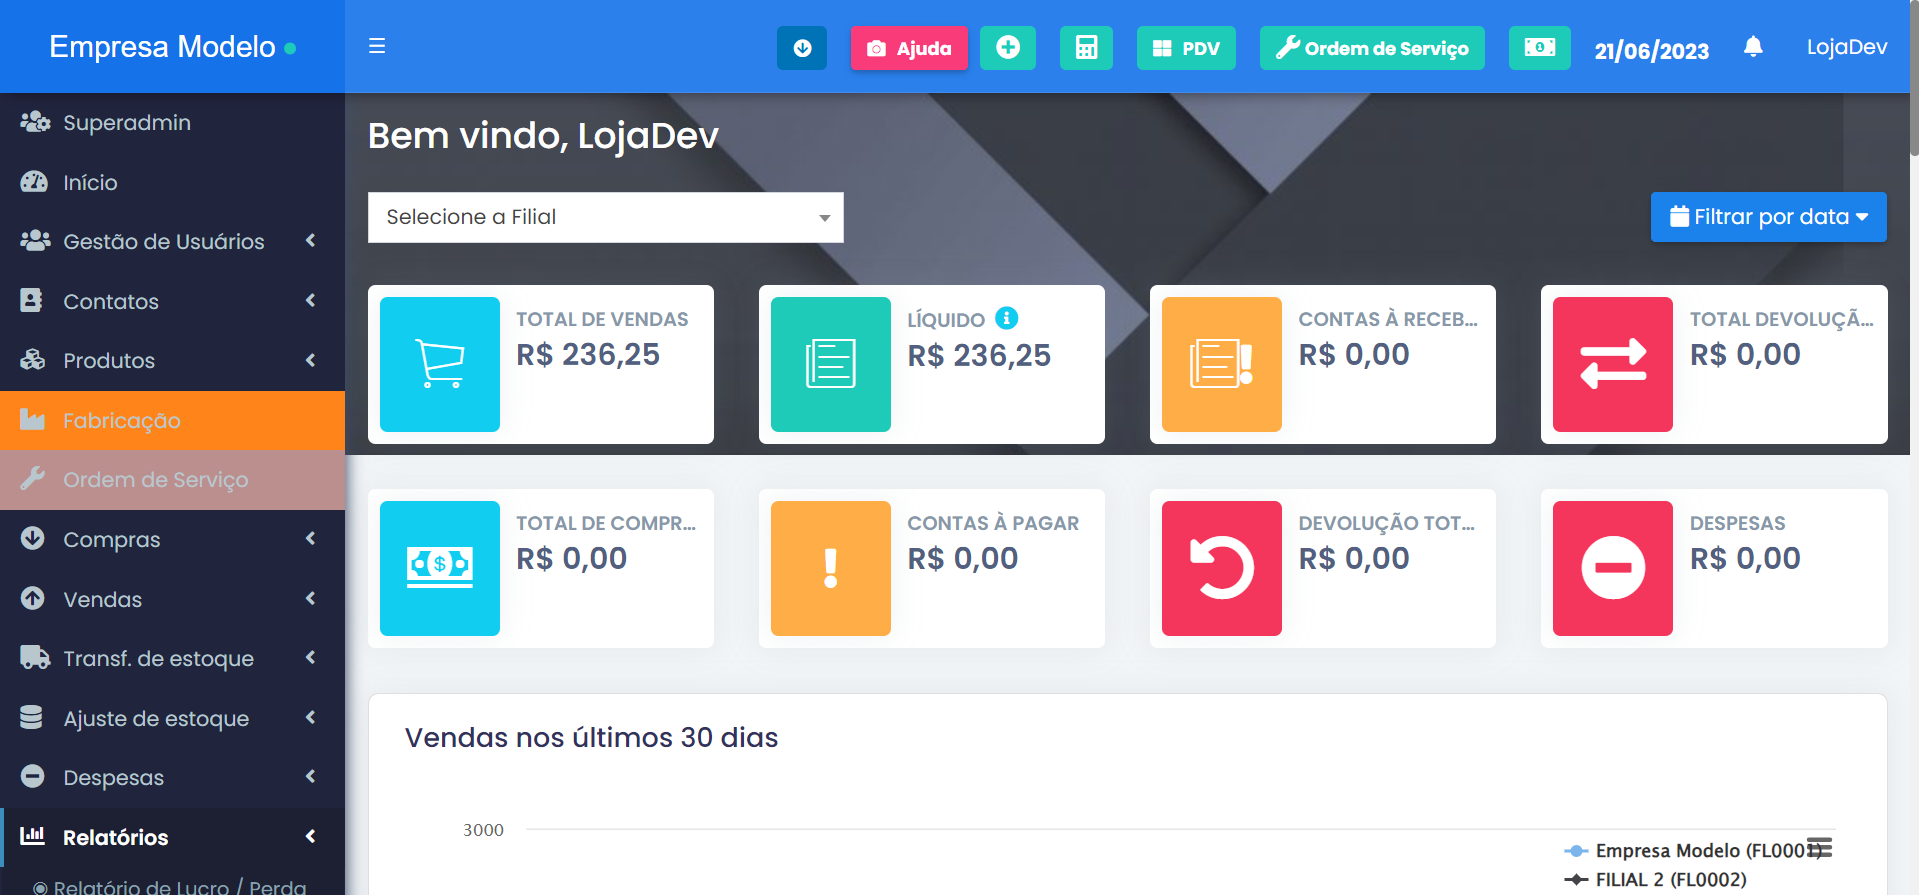 Empresa Modelo
Ajuda
PDV
Ordem de Serviço
21/06/2023
LojaDev
Superadmin
Início
Gestão de Usuários
Contatos
Produtos
Fabricação
Ordem de Serviço
Compras
Vendas
Transf. de estoque
Ajuste de estoque
Despesas
Relatórios
Relatório de Lucro / Perda
Bem vindo, LojaDev
Selecione a Filial
Filtrar por data
TOTAL DE VENDAS
R$ 236,25
LÍQUIDO
R$ 236,25
CONTAS À RECEB...
R$ 0,00
TOTAL DEVOLUÇÃ...
R$ 0,00
TOTAL DE COMPR...
R$ 0,00
CONTAS À PAGAR
R$ 0,00
DEVOLUÇÃO TOT...
R$ 0,00
DESPESAS
R$ 0,00
Vendas nos últimos 30 dias
3000
Empresa Modelo (FL0001)
FILIAL 2 (FL0002)